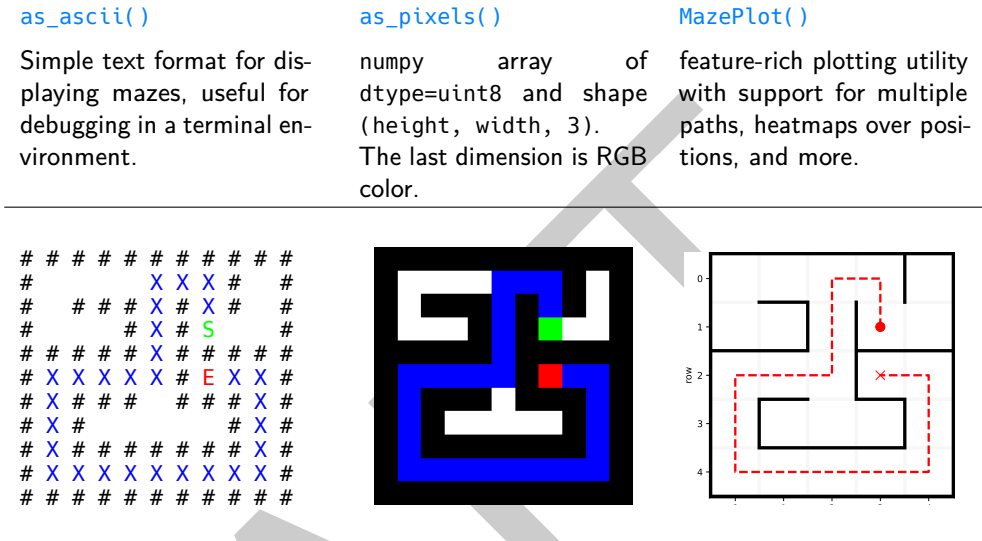 as_ascii()
Simple text format for dis-
playing mazes, useful for
debugging in a terminal en-
vironment.
as_pixels()
numpy array of
dtype=uint8 and shape
(height, width, 3).
The last dimension is RGB
color.
MazePlot()
feature-rich plotting utility
with support for multiple
paths, heatmaps over posi-
tions, and more.
# # # # # # # # # # #
#         X X X #   #
#   # # # X # X #   #
#       # X # S     #
# # # # # X # # # # #
# X X X X X # E X X #
# X # # #   # # # X #
# X #           # X #
# X # # # # # # # X #
# X X X X X X X X X #
# # # # # # # # # # #
0
1
row
2
3
4